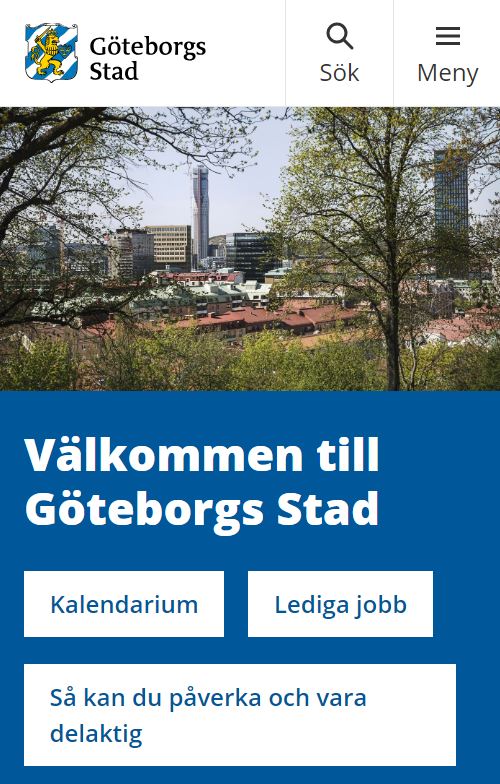 Göteborgs
Stad
Sök
Meny
Välkommen till
Göteborgs Stad
Kalendarium
Lediga jobb
Så kan du påverka och vara
delaktig